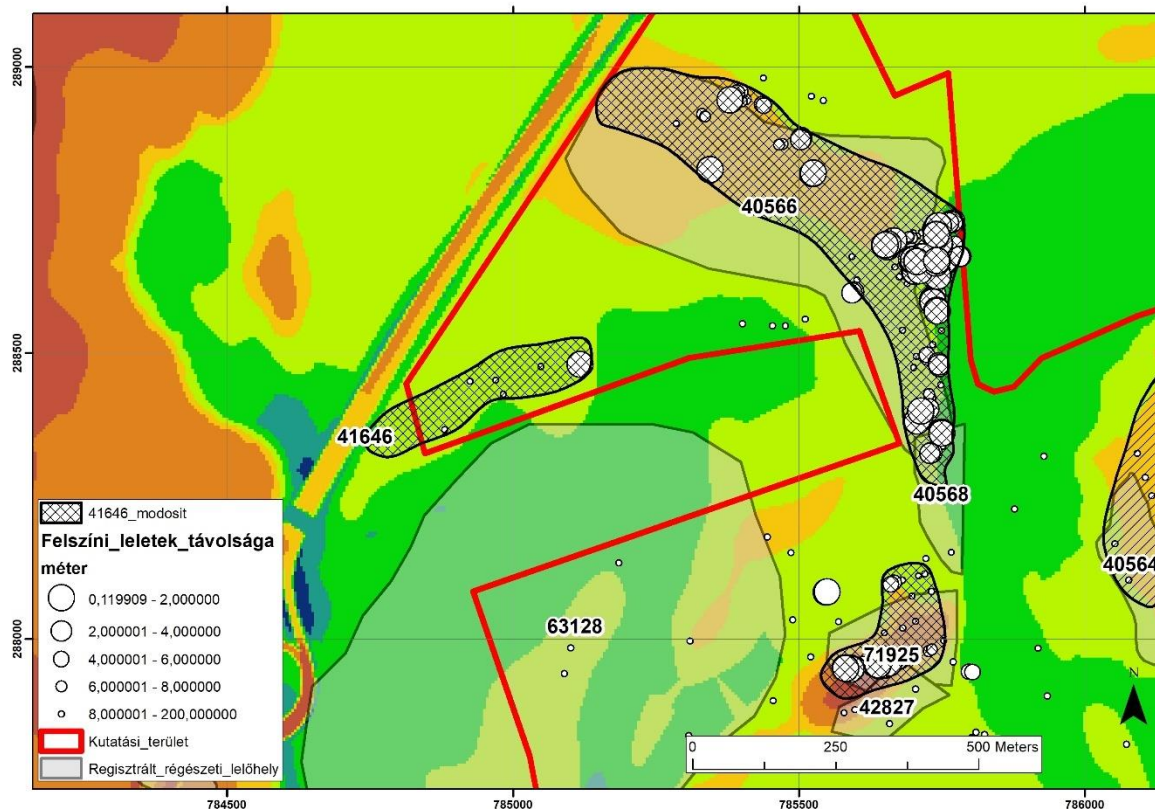 289000
288500
288000
40566
41646
40568
40564
63128
71925
42827
41646_modosit
Felszíni_leletek_távolsága
méter
0,119909 - 2,000000
2,000001 - 4,000000
4,000001 - 6,000000
6,000001 - 8,000000
8,000001 - 200,000000
Kutatási_terület
Regisztrált_régészeti_lelőhely
N
0 250 500 Meters
784500 785000 785500 786000